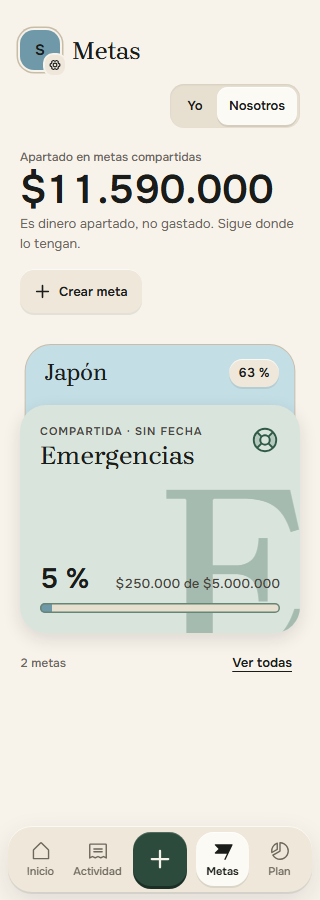 S
Metas
Yo
Nosotros
Apartado en metas compartidas
$11.590.000
Es dinero apartado, no gastado. Sigue donde
lo tengan.
Crear meta
Japón
63 %
COMPARTIDA · SIN FECHA
Emergencias
E
5 %
$250.000 de $5.000.000
2 metas
Ver todas
Inicio
Actividad
Metas
Plan